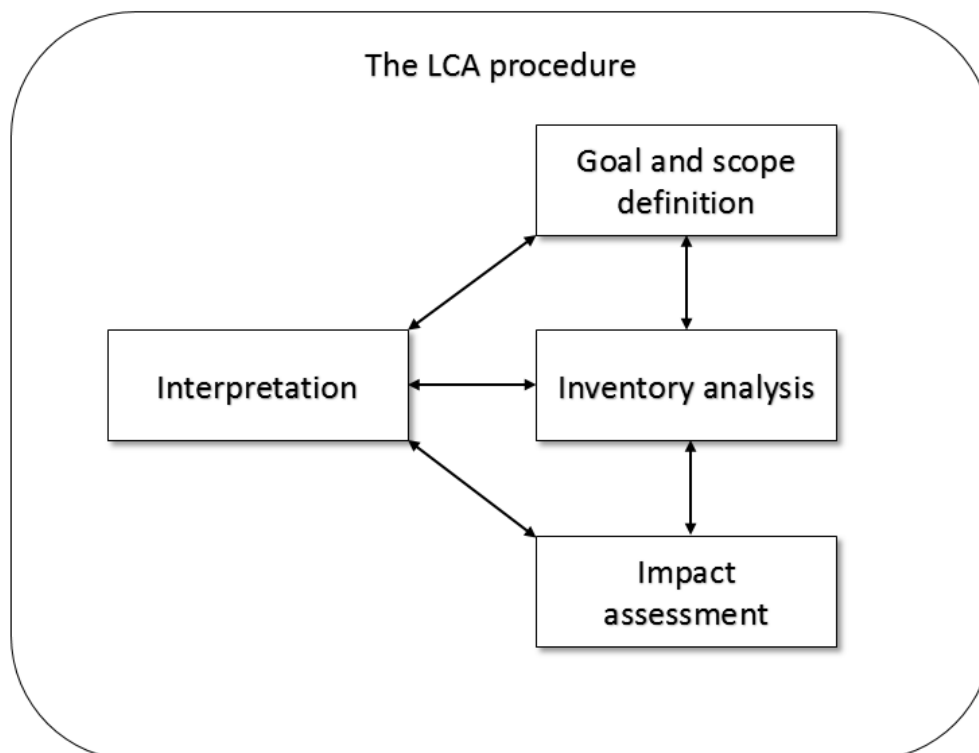 The LCA procedure
Goal and scope
definition
Interpretation
Inventory analysis
Impact
assessment